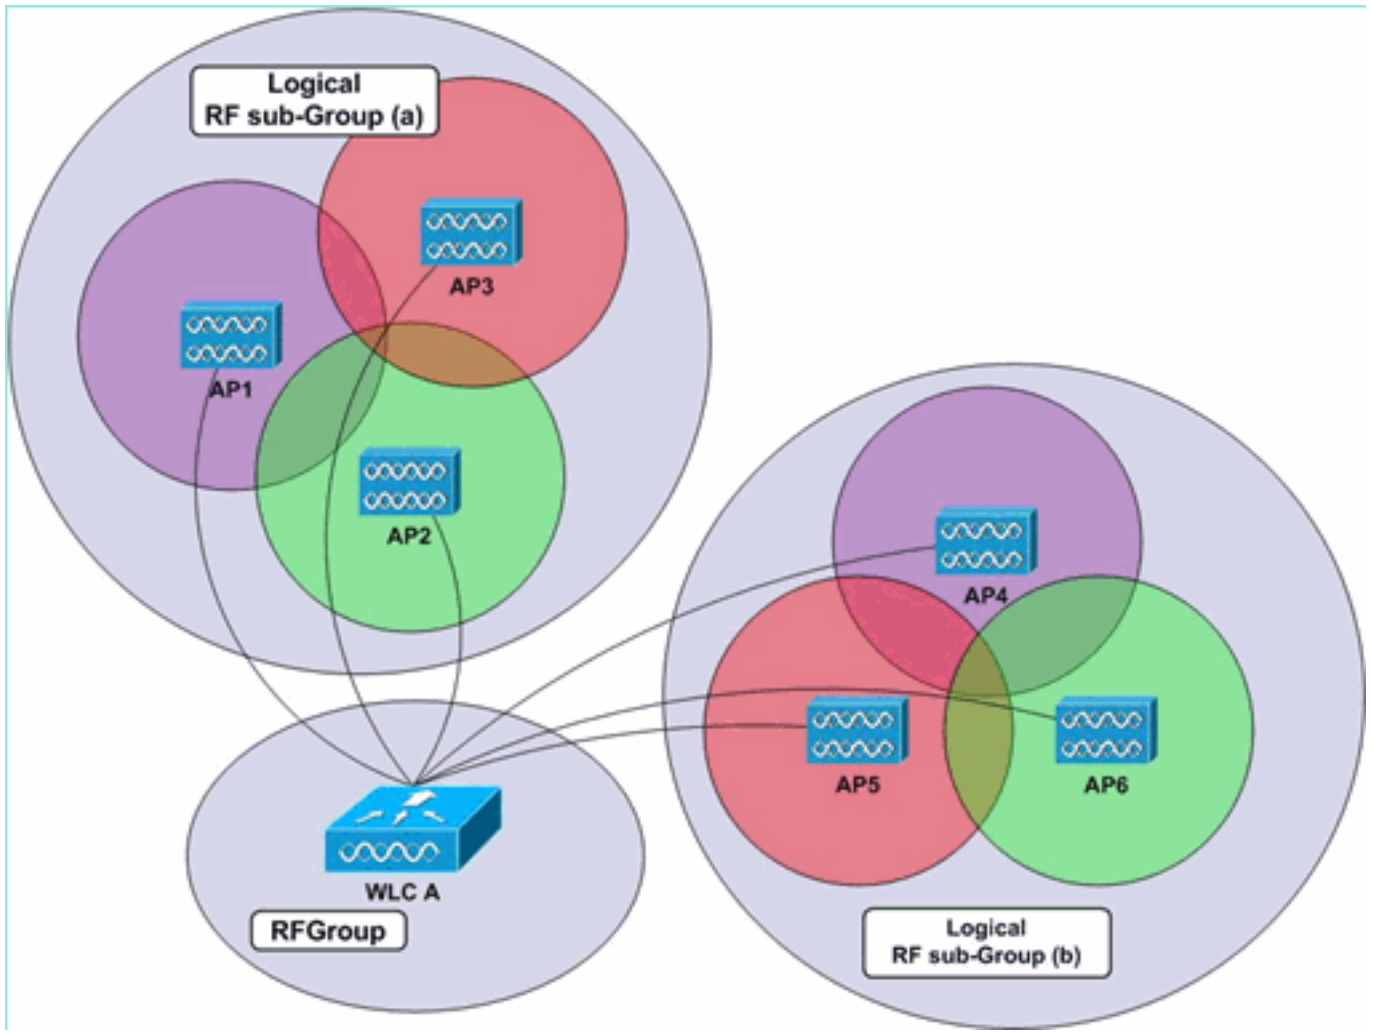 Logical
RF sub-Group (a)
AP3
AP1
AP2
AP4
AP5
AP6
WLC A
RFGroup
Logical
RF sub-Group (b)